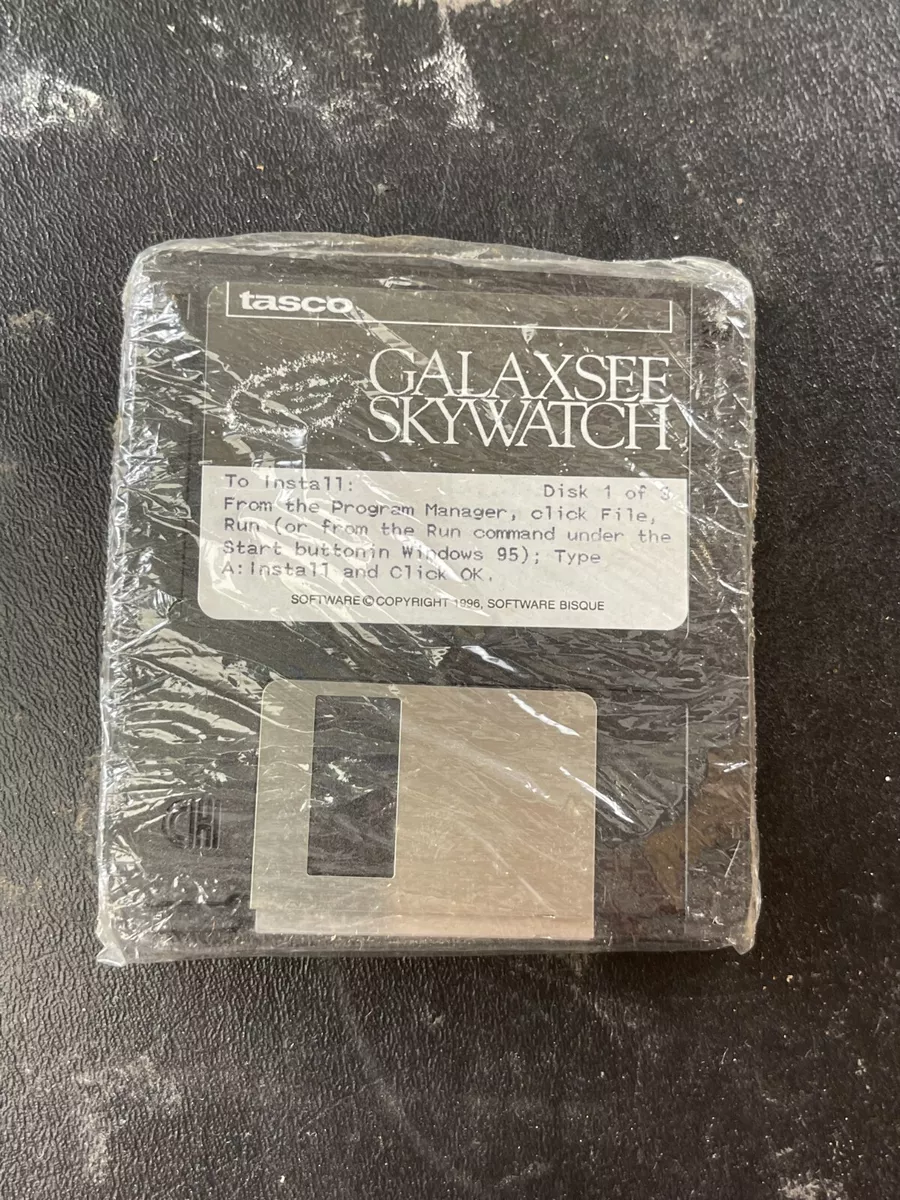 tasco
GALAXSEE
SKYWATCH
To Install: Disk 1 of 3
From the Program Manager, click File,
Run (or from the Run command under the
Start buttonin Windows 95); Type
A:Install and Click OK.
SOFTWARE © COPYRIGHT 1996, SOFTWARE BISQUE